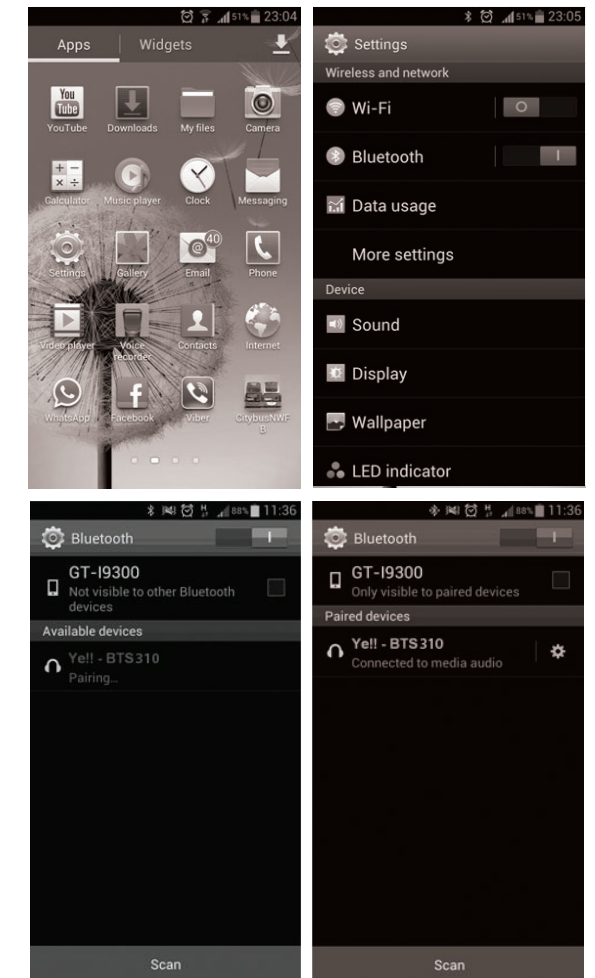 51% 23:04
Apps Widgets
You
Tube
YouTube Downloads My files Camera
Calculator Music player Clock Messaging
40
Settings Gallery Email Phone
Video player Voice recorder Contacts Internet
WhatsApp Facebook Viber CitybusNWFB
51% 23:05
Settings
Wireless and network
Wi-Fi
Bluetooth
Data usage
More settings
Device
Sound
Display
Wallpaper
LED indicator
H 88% 11:36
Bluetooth
GT-I9300
Not visible to other Bluetooth
devices
Available devices
Ye!! - BTS310
Pairing...
Scan
H 88% 11:36
Bluetooth
GT-I9300
Only visible to paired devices
Paired devices
Ye!! - BTS310
Connected to media audio
Scan